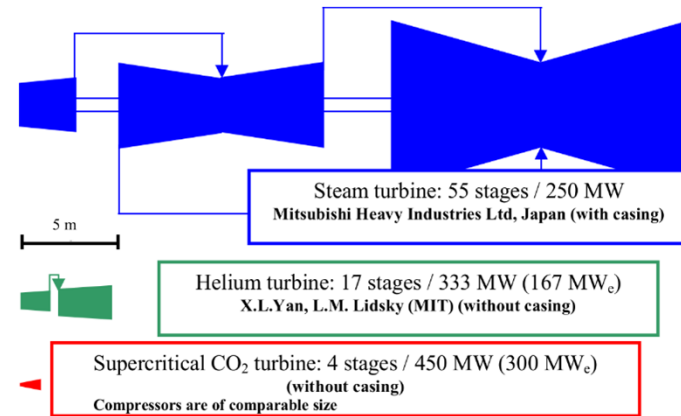 Steam turbine: 55 stages / 250 MW
Mitsubishi Heavy Industries Ltd, Japan (with casing)
5 m
Helium turbine: 17 stages / 333 MW (167 MWₑ)
X.L.Yan, L.M. Lidsky (MIT) (without casing)
Supercritical CO₂ turbine: 4 stages / 450 MW (300 MWₑ)
(without casing)
Compressors are of comparable size